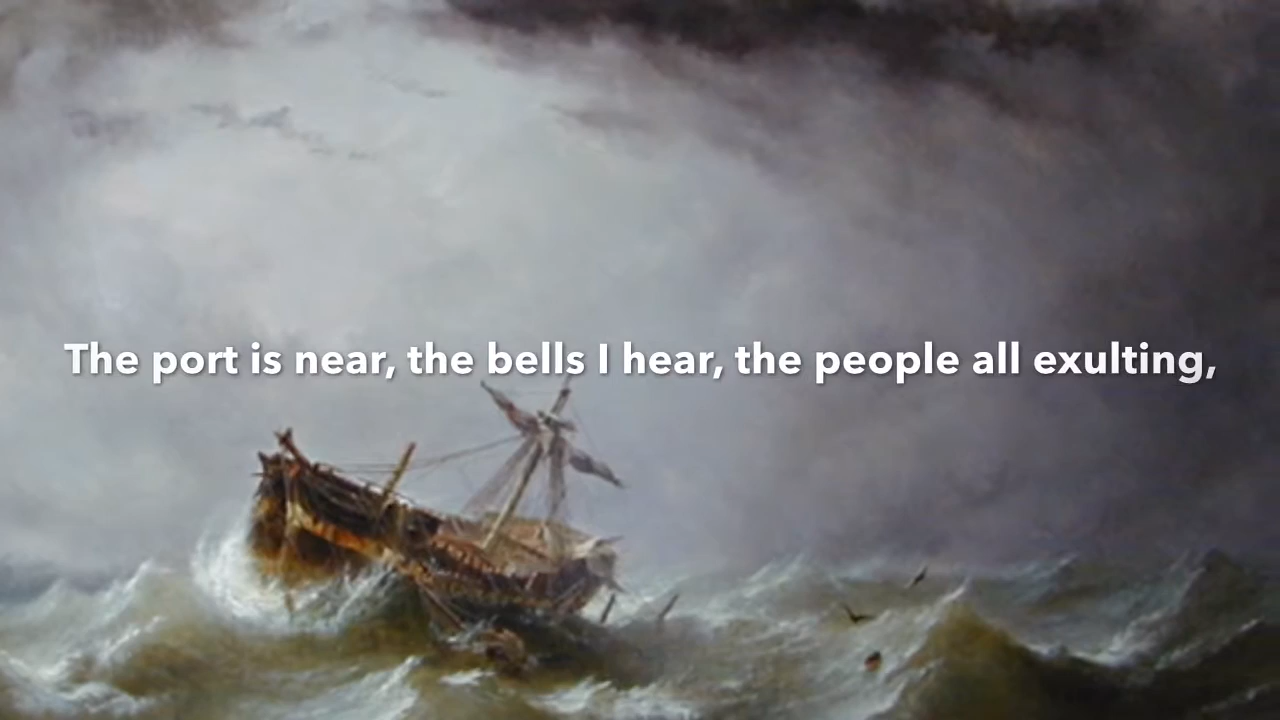 The port is near, the bells I hear, the people all exulting,